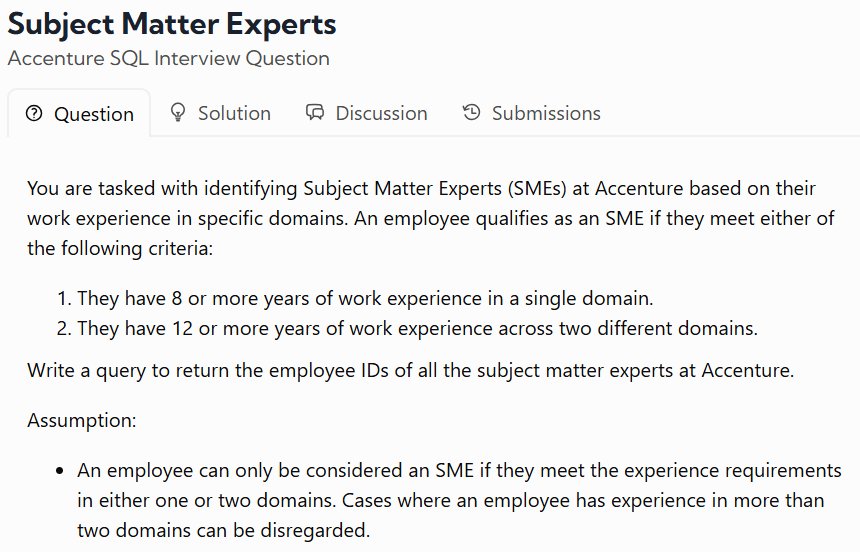 Subject Matter Experts
Accenture SQL Interview Question
Question Solution Discussion Submissions
You are tasked with identifying Subject Matter Experts (SMEs) at Accenture based on their
work experience in specific domains. An employee qualifies as an SME if they meet either of
the following criteria:
1. They have 8 or more years of work experience in a single domain.
2. They have 12 or more years of work experience across two different domains.
Write a query to return the employee IDs of all the subject matter experts at Accenture.
Assumption:
• An employee can only be considered an SME if they meet the experience requirements
in either one or two domains. Cases where an employee has experience in more than
two domains can be disregarded.